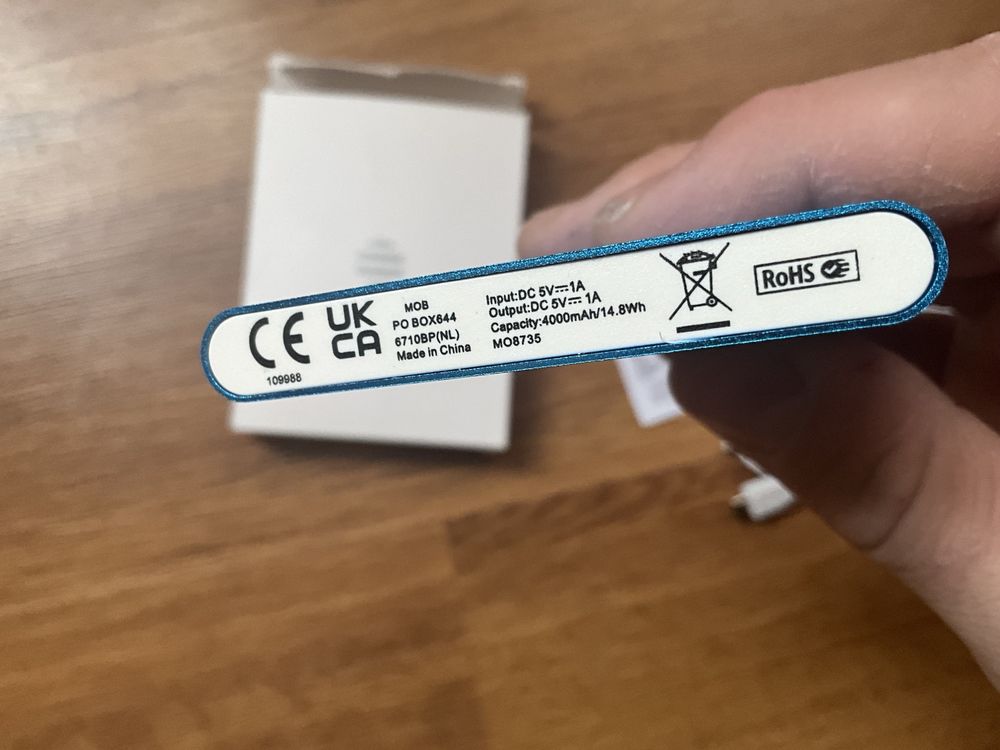 CE
109988
UK
CA
MOB
PO BOX644
6710BP(NL)
Made in China
Input:DC 5V⎓1A
Output:DC 5V⎓ 1A
Capacity:4000mAh/14.8Wh
MO8735
RoHS